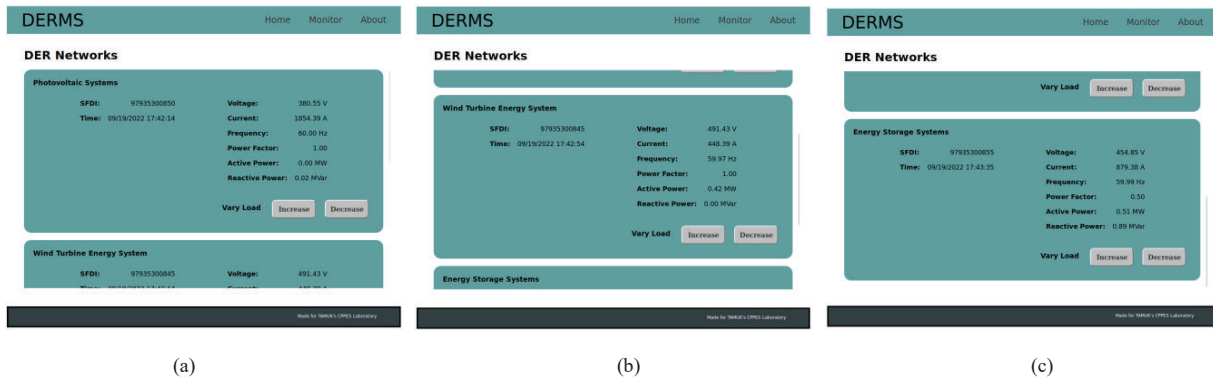 DERMS
Home Monitor About
DER Networks
Photovoltaic Systems
SFDI: 97935300850
Time: 09/19/2022 17:42:14
Voltage: 380.55 V
Current: 1854.39 A
Frequency: 60.00 Hz
Power Factor: 1.00
Active Power: 0.00 MW
Reactive Power: 0.02 MVar
Vary Load Increase Decrease
Wind Turbine Energy System
SFDI: 97935300845
Voltage: 491.43 V
Made for TAMUK's CPPES Laboratory
(a)
DERMS
Home Monitor About
DER Networks
Wind Turbine Energy System
SFDI: 97935300845
Time: 09/19/2022 17:42:54
Voltage: 491.43 V
Current: 448.39 A
Frequency: 59.97 Hz
Power Factor: 1.00
Active Power: 0.42 MW
Reactive Power: 0.00 MVar
Vary Load Increase Decrease
Energy Storage Systems
Made for TAMUK's CPPES Laboratory
(b)
DERMS
Home Monitor About
DER Networks
Vary Load Increase Decrease
Energy Storage Systems
SFDI: 97935300855
Time: 09/19/2022 17:43:35
Voltage: 454.85 V
Current: 879.38 A
Frequency: 59.99 Hz
Power Factor: 0.50
Active Power: 0.51 MW
Reactive Power: 0.89 MVar
Vary Load Increase Decrease
Made for TAMUK's CPPES Laboratory
(c)